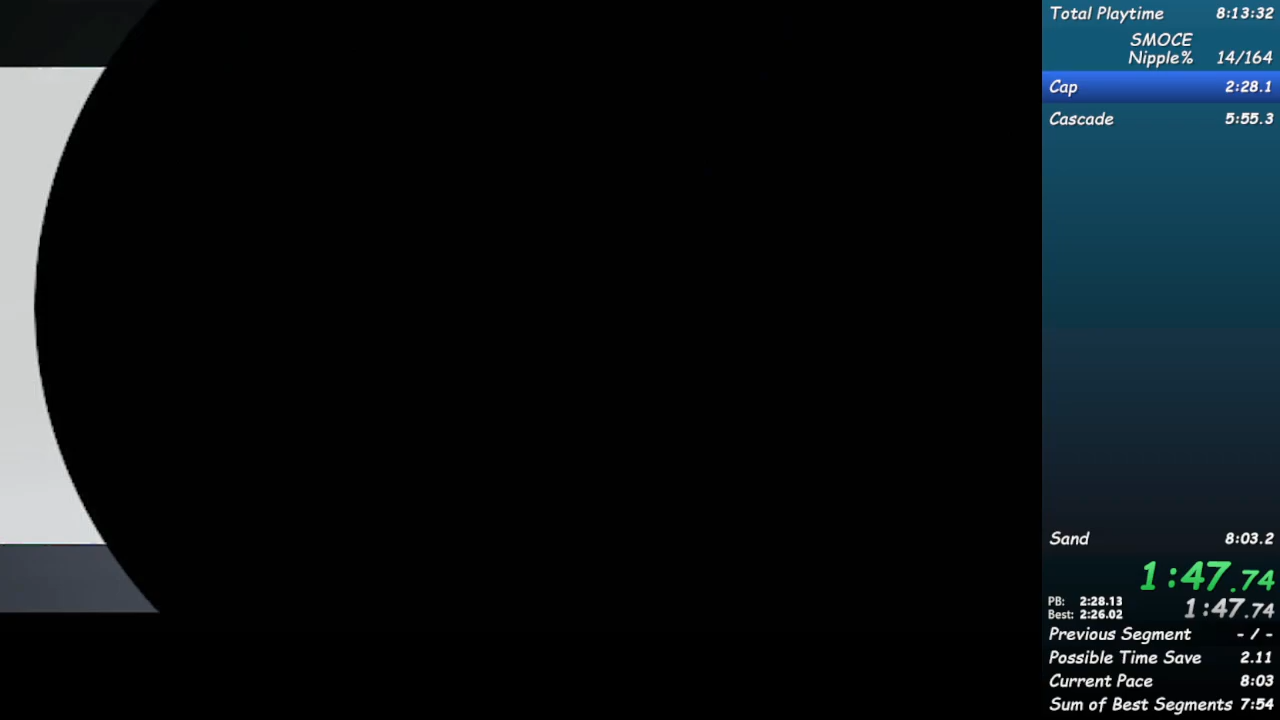 Total Playtime 8:13:32
SMOCE
Nipple% 14/164
Cap 2:28.1
Cascade 5:55.3
Sand 8:03.2
1:47.74
PB: 2:28.13
Best: 2:26.02
1:47.74
Previous Segment - / -
Possible Time Save 2.11
Current Pace 8:03
Sum of Best Segments 7:54